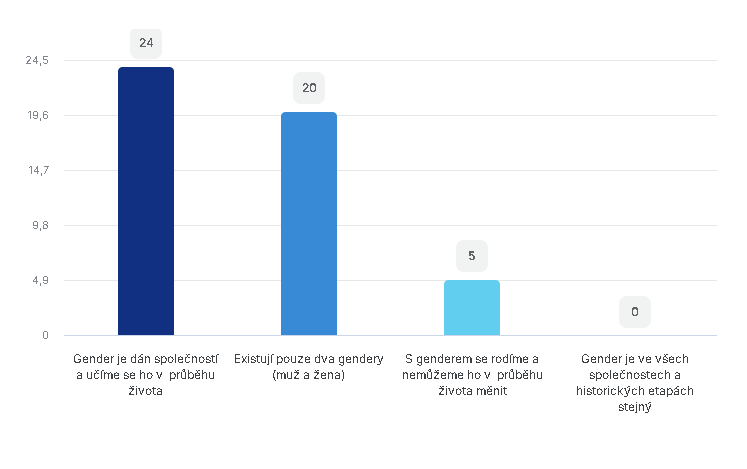 24
24,5
20
19,6
14,7
9,8
5
4,9
0
0
Gender je dán společností
a učíme se ho v průběhu
života
Existují pouze dva gendery
(muž a žena)
S genderem se rodíme a
nemůžeme ho v průběhu
života měnit
Gender je ve všech
společnostech a
historických etapách
stejný